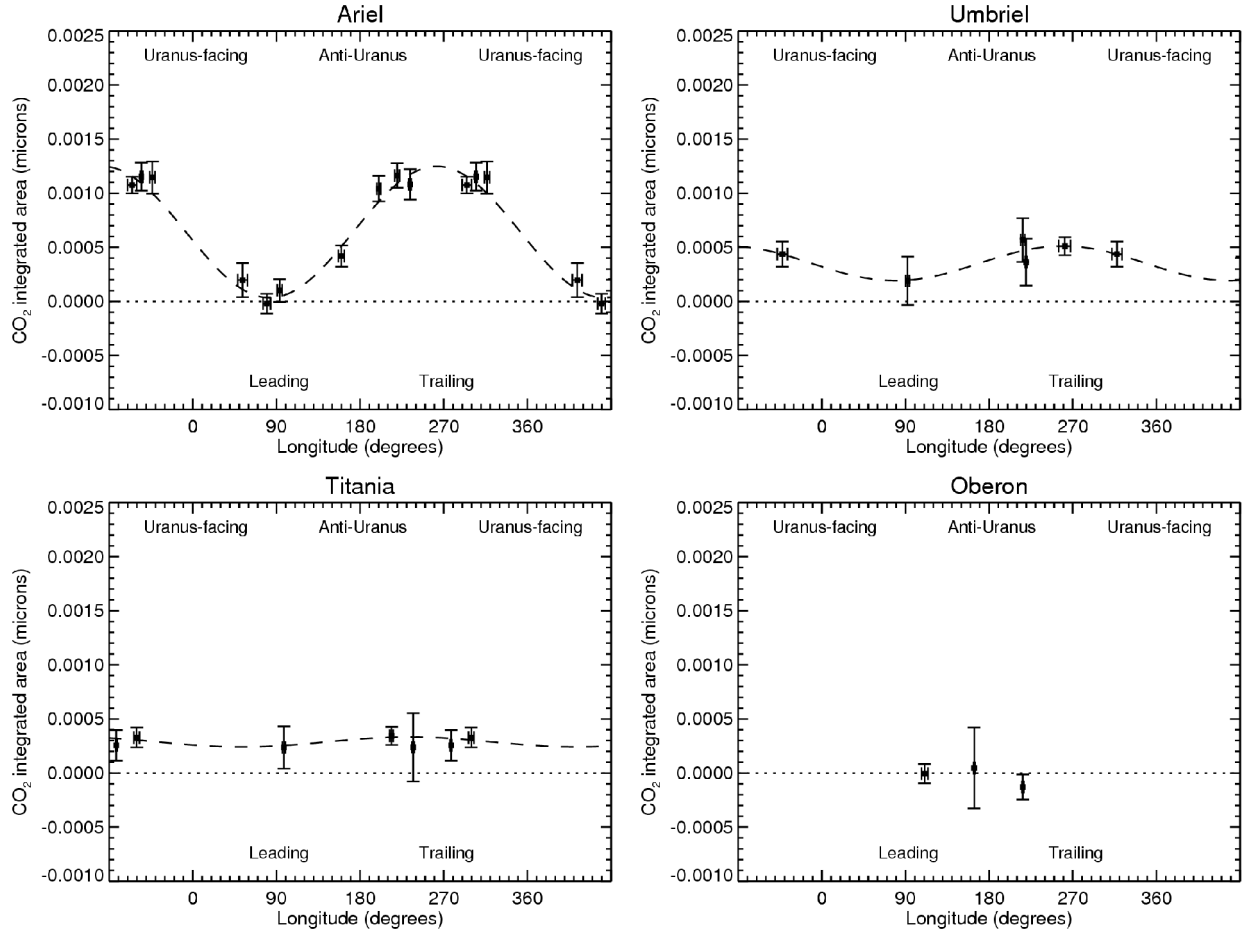 Ariel
Uranus-facing Anti-Uranus Uranus-facing
0.0025
0.0020
0.0015
0.0010
0.0005
0.0000
-0.0005
-0.0010
CO2 integrated area (microns)
Leading Trailing
0 90 180 270 360
Longitude (degrees)
Umbriel
Uranus-facing Anti-Uranus Uranus-facing
0.0025
0.0020
0.0015
0.0010
0.0005
0.0000
-0.0005
-0.0010
CO2 integrated area (microns)
Leading Trailing
0 90 180 270 360
Longitude (degrees)
Titania
Uranus-facing Anti-Uranus Uranus-facing
0.0025
0.0020
0.0015
0.0010
0.0005
0.0000
-0.0005
-0.0010
CO2 integrated area (microns)
Leading Trailing
0 90 180 270 360
Longitude (degrees)
Oberon
Uranus-facing Anti-Uranus Uranus-facing
0.0025
0.0020
0.0015
0.0010
0.0005
0.0000
-0.0005
-0.0010
CO2 integrated area (microns)
Leading Trailing
0 90 180 270 360
Longitude (degrees)